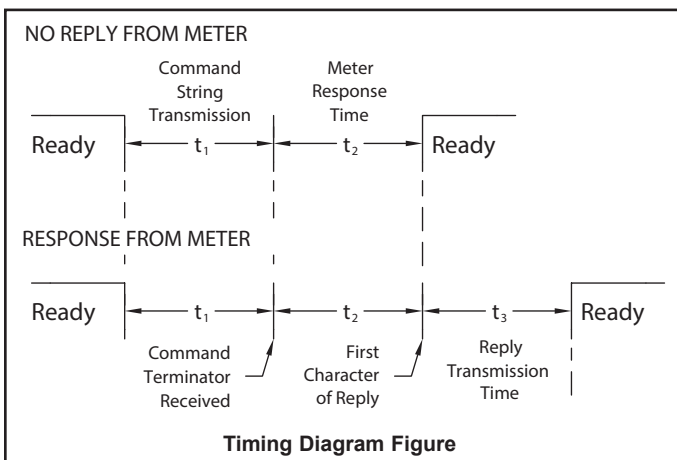 NO REPLY FROM METER
Command
String
Transmission
Meter
Response
Time
Ready
t₁
t₂
Ready
RESPONSE FROM METER
Ready
t₁
t₂
t₃
Ready
Command
Terminator
Received
First
Character
of Reply
Reply
Transmission
Time
Timing Diagram Figure